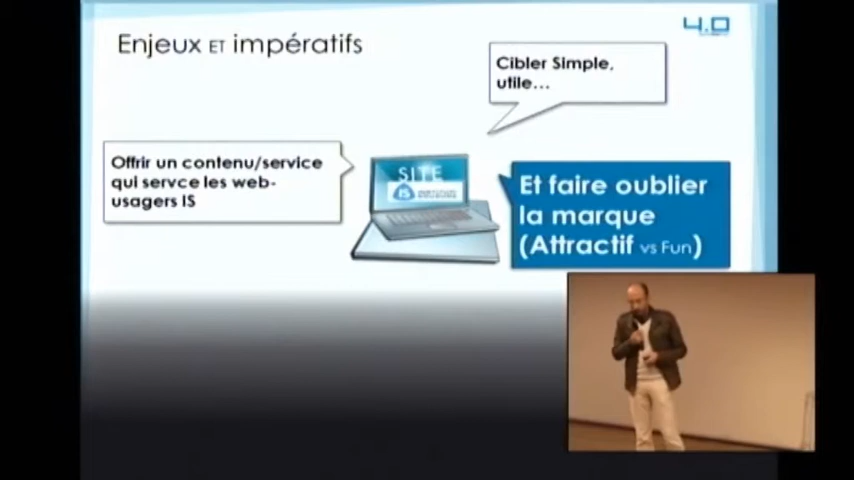 Enjeux ET impératifs
4.0
Cibler Simple,
utile...
Offrir un contenu/service
qui servce les web-
usagers IS
SITE
IS
Et faire oublier
la marque
(Attractif vs Fun)